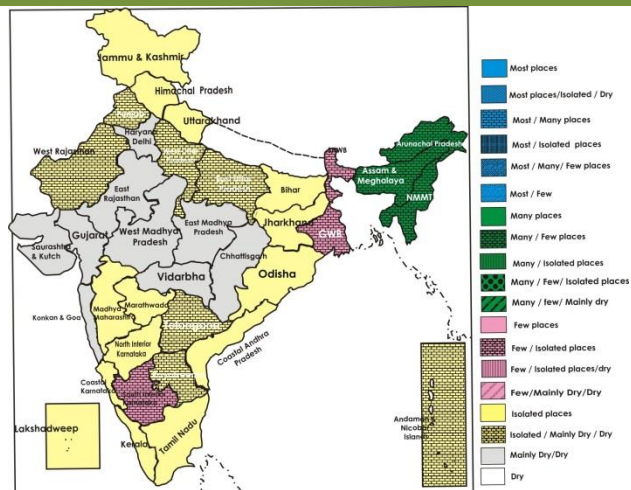 Jammu & Kashmir
Himachal Pradesh
Uttarakhand
Haryan
Delhi
West Rajasthan
East
Rajasthan
Bihar
Assam &
Meghalaya
Arunachal Pradesh
NMMT
Gujarat
West Madhya
Pradesh
East Madhya
Pradesh
Jharkhan
GWB
Saurashtra
& Kutch
Chhattisgarh
Vidarbha
Odisha
Madhya
Maharashtra
Marathwada
Konkan & Goa
North Interior
Karnataka
Coastal Andhra
Pradesh
Coastal
Karnataka
Lakshadweep
Kerala
Tamil Nadu
Andaman
Nicobar
Island
Most places
Most places/Isolated / Dry
Most / Many places
Most / Isolated places
Most / Many/ Few places
Most / Few
Many places
Many / Few places
Many / Isolated places
Many / Few/ Isolated places
Many / few/Mainly dry
Few places
Few / Isolated places
Few / Isolated places/dry
Few/Mainly Dry/Dry
Isolated places
Isolated / Mainly Dry / Dry
Mainly Dry/Dry
Dry